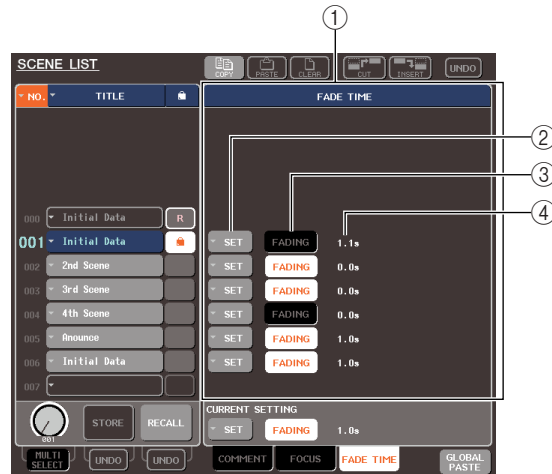 ①
SCENE LIST
COPY PASTE CLEAR CUT INSERT UNDO
NO. TITLE FADE TIME
②
③
④
000 Initial Data R
001 Initial Data SET FADING 1.1s
002 2nd Scene SET FADING 0.0s
003 3rd Scene SET FADING 0.0s
004 4th Scene SET FADING 0.0s
005 Anounce SET FADING 1.0s
006 Initial Data SET FADING 1.0s
007
CURRENT SETTING
001 STORE RECALL SET FADING 1.0s
MULTI SELECT UNDO UNDO COMMENT FOCUS FADE TIME GLOBAL PASTE